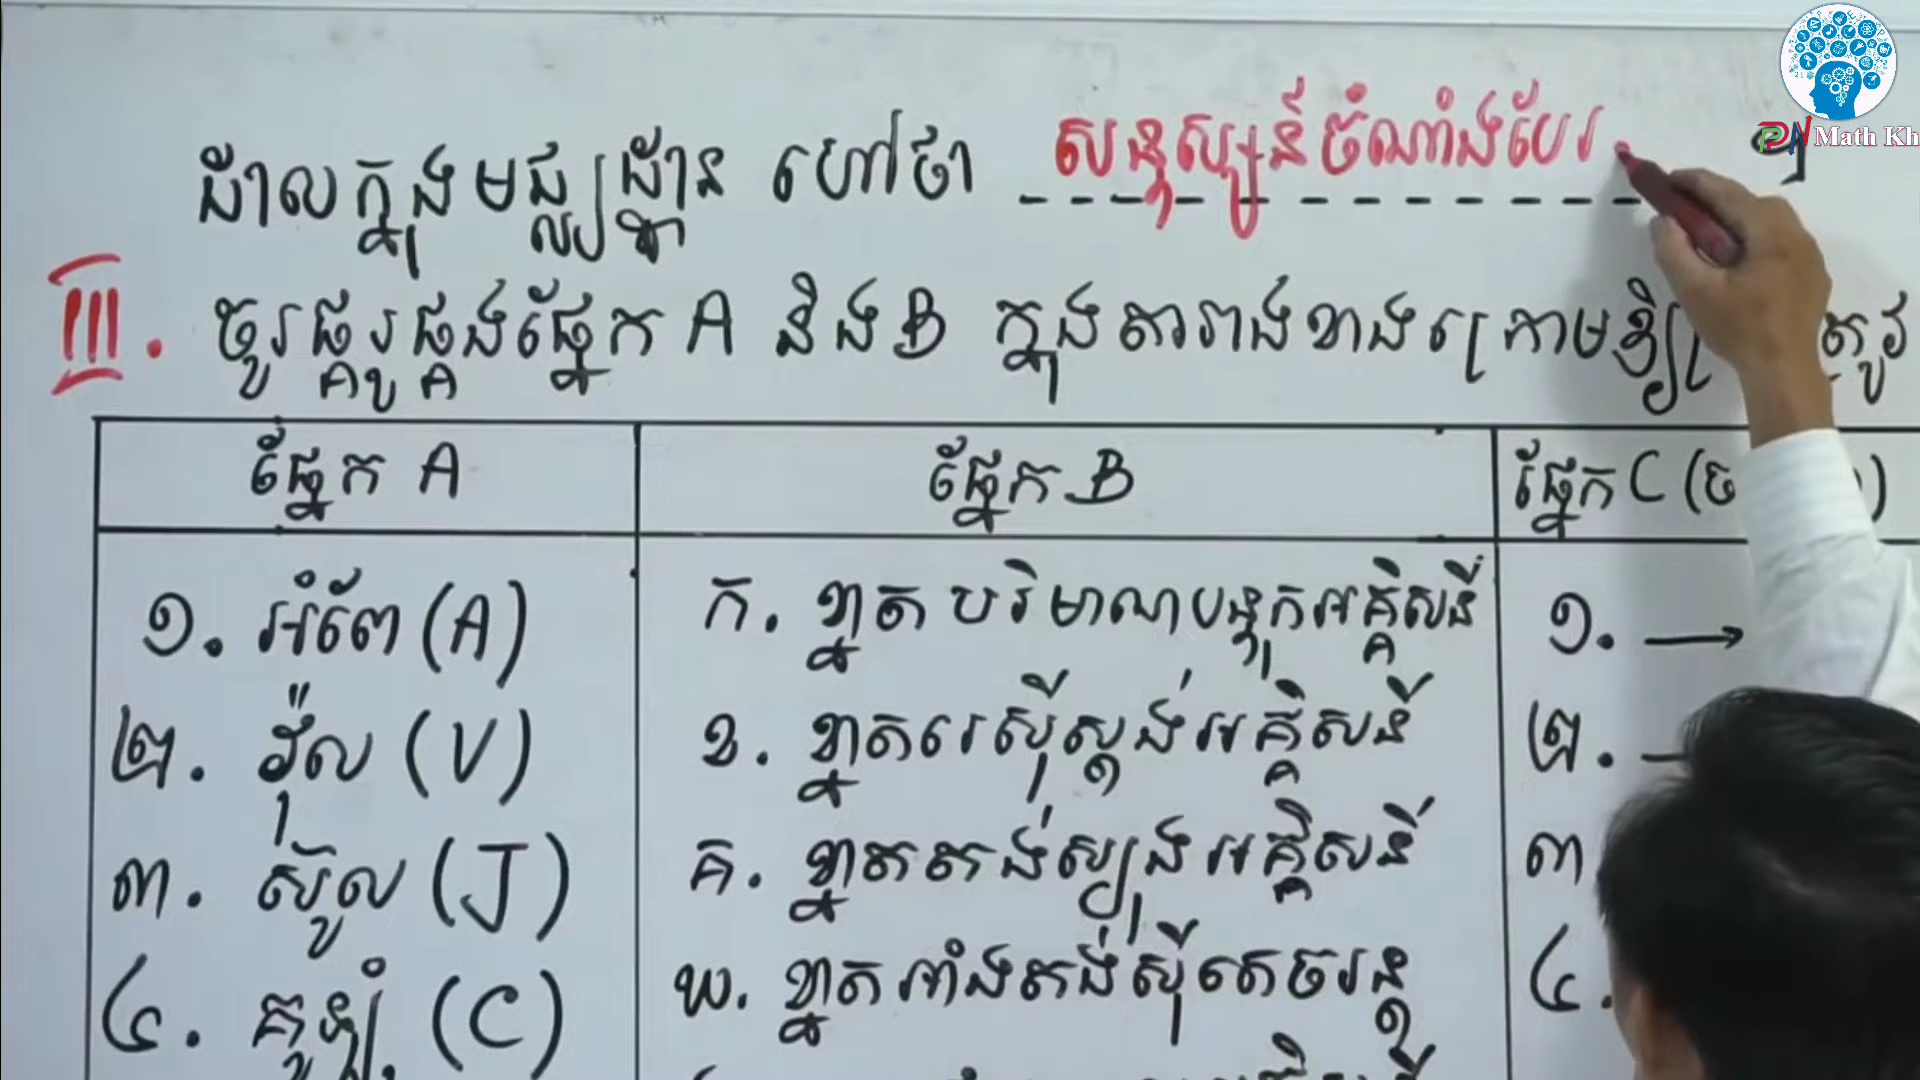 PN Math Kh
ដាលក្នុងមជ្ឈដ្ឋាន ហៅថា សន្ទុស្សន៍ចំណាំងបែរ ។
III. ចូរផ្គូរផ្គងផ្នែក A និង B ក្នុងតារាងខាងក្រោមឱ្យ ត្រូវ
ផ្នែក A
ផ្នែក B
ផ្នែក C (ច )
១. អំពែ (A)
ក. ខ្នាតបរិមាណបន្ទុកអគ្គិសនី
១. →
២. វ៉ុល (V)
ខ. ខ្នាតរេស៊ីស្តង់អគ្គិសនី
២.
៣. ស៊ូល (J)
គ. ខ្នាតតង់ស្យុងអគ្គិសនី
៣
៤. គូឡុំ (C)
ឃ. ខ្នាតអាំងតង់ស៊ីតេចរន្ត
៤.